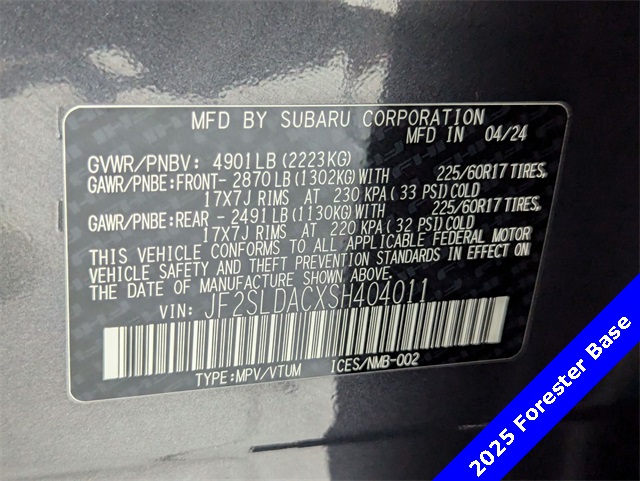 MFD BY SUBARU CORPORATION
MFD IN 04/24
GVWR/PNBV: 4901LB (2223KG)
GAWR/PNBE:FRONT- 2870LB (1302KG) WITH 225/60R17 TIRES,
17X7J RIMS AT 230 KPA (33 PSI) COLD
GAWR/PNBE:REAR - 2491LB (1130KG) WITH 225/60R17 TIRES,
17X7J RIMS AT 220 KPA (32 PSI) COLD
THIS VEHICLE CONFORMS TO ALL APPLICABLE FEDERAL MOTOR
VEHICLE SAFETY AND THEFT PREVENTION STANDARDS IN EFFECT ON
THE DATE OF MANUFACTURE SHOWN ABOVE.
VIN: JF2SLDACXSH404011
TYPE:MPV/VTUM ICES/NMB-002
2025 Forester Base